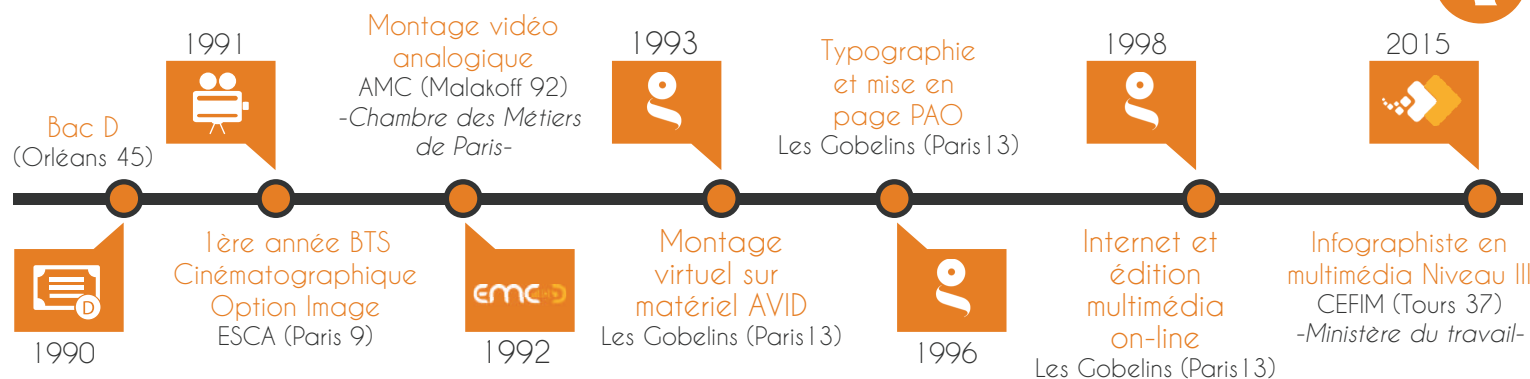 Bac D
(Orléans 45)
D
1990
1991
1ère année BTS
Cinématographique
Option Image
ESCA (Paris 9)
Montage vidéo
analogique
AMC (Malakoff 92)
-Chambre des Métiers
de Paris-
1992
1993
g
Montage
virtuel sur
matériel AVID
Les Gobelins (Paris13)
Typographie
et mise en
page PAO
Les Gobelins (Paris13)
g
1996
1998
g
Internet et
édition
multimédia
on-line
Les Gobelins (Paris13)
2015
Infographiste en
multimédia Niveau III
CEFIM (Tours 37)
-Ministère du travail-